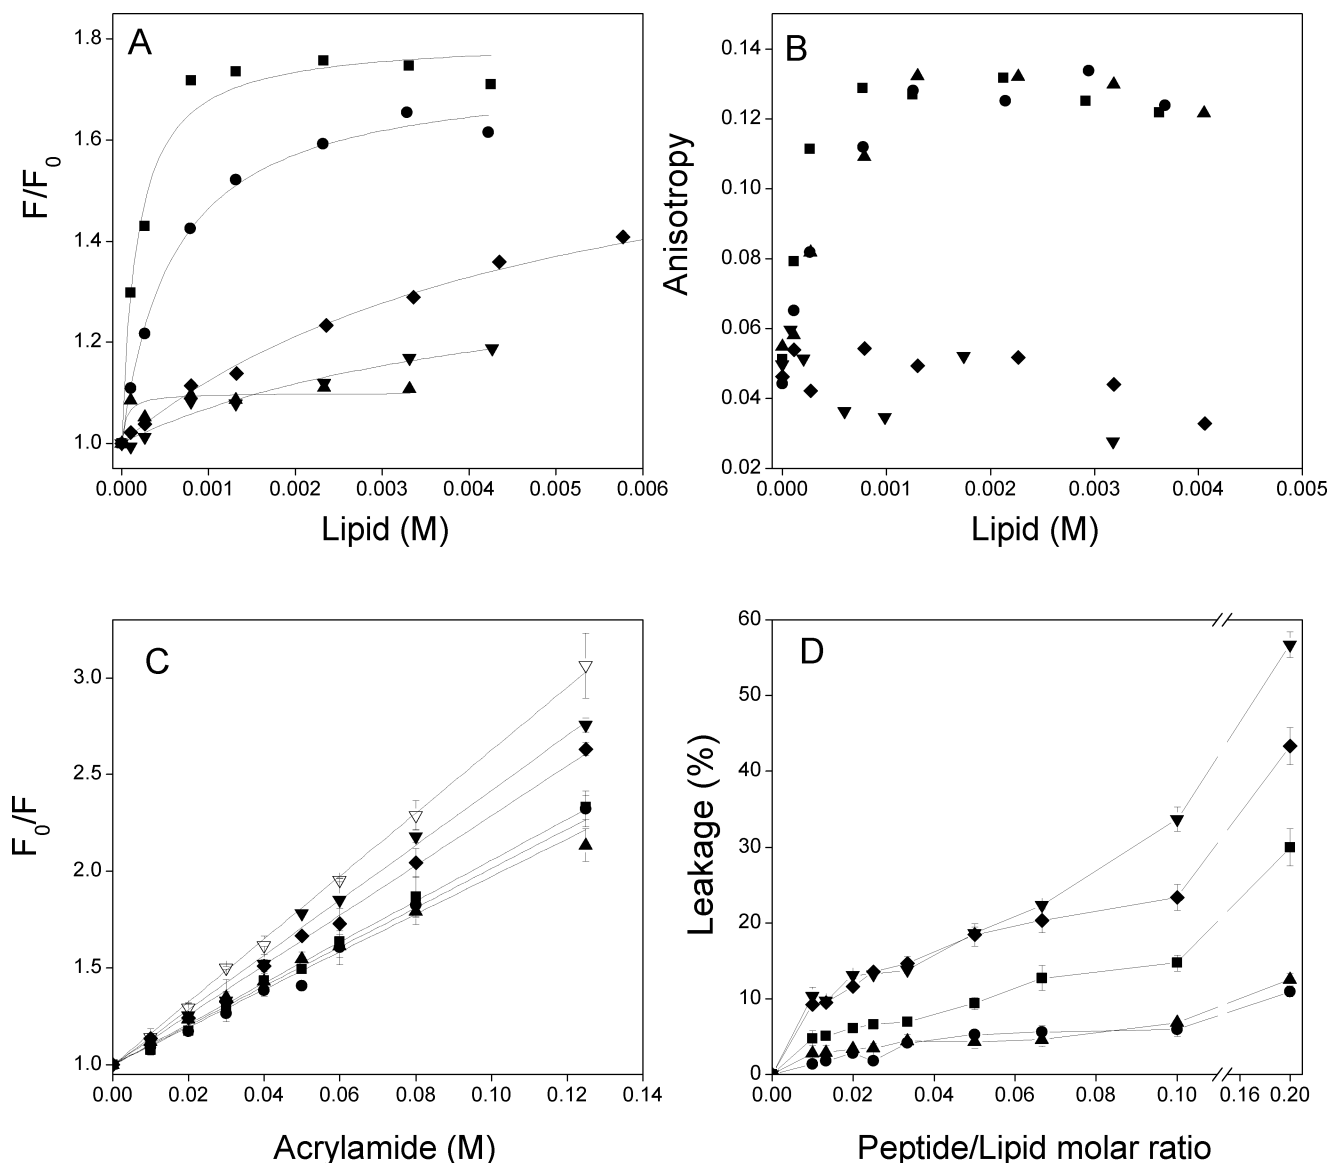 A
F/F0
1.8
1.6
1.4
1.2
1.0
0.000 0.001 0.002 0.003 0.004 0.005 0.006
Lipid (M)
B
Anisotropy
0.14
0.12
0.10
0.08
0.06
0.04
0.02
0.000 0.001 0.002 0.003 0.004 0.005
Lipid (M)
C
F0/F
3.0
2.5
2.0
1.5
1.0
0.00 0.02 0.04 0.06 0.08 0.10 0.12 0.14
Acrylamide (M)
D
Leakage (%)
60
50
40
30
20
10
0
0.00 0.02 0.04 0.06 0.08 0.10 0.16 0.20
Peptide/Lipid molar ratio